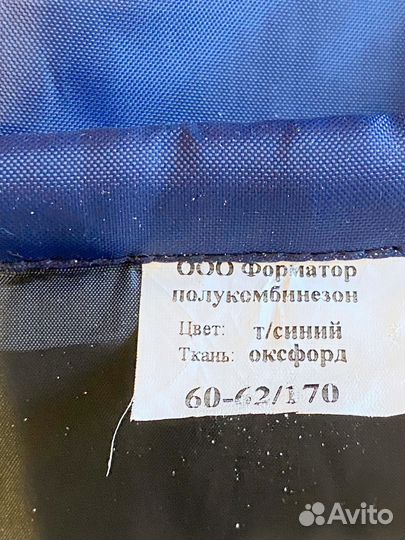 ООО Форматор
полукомбинезон
Цвет: т/синий
Ткань: оксфорд
60-62/170
Avito